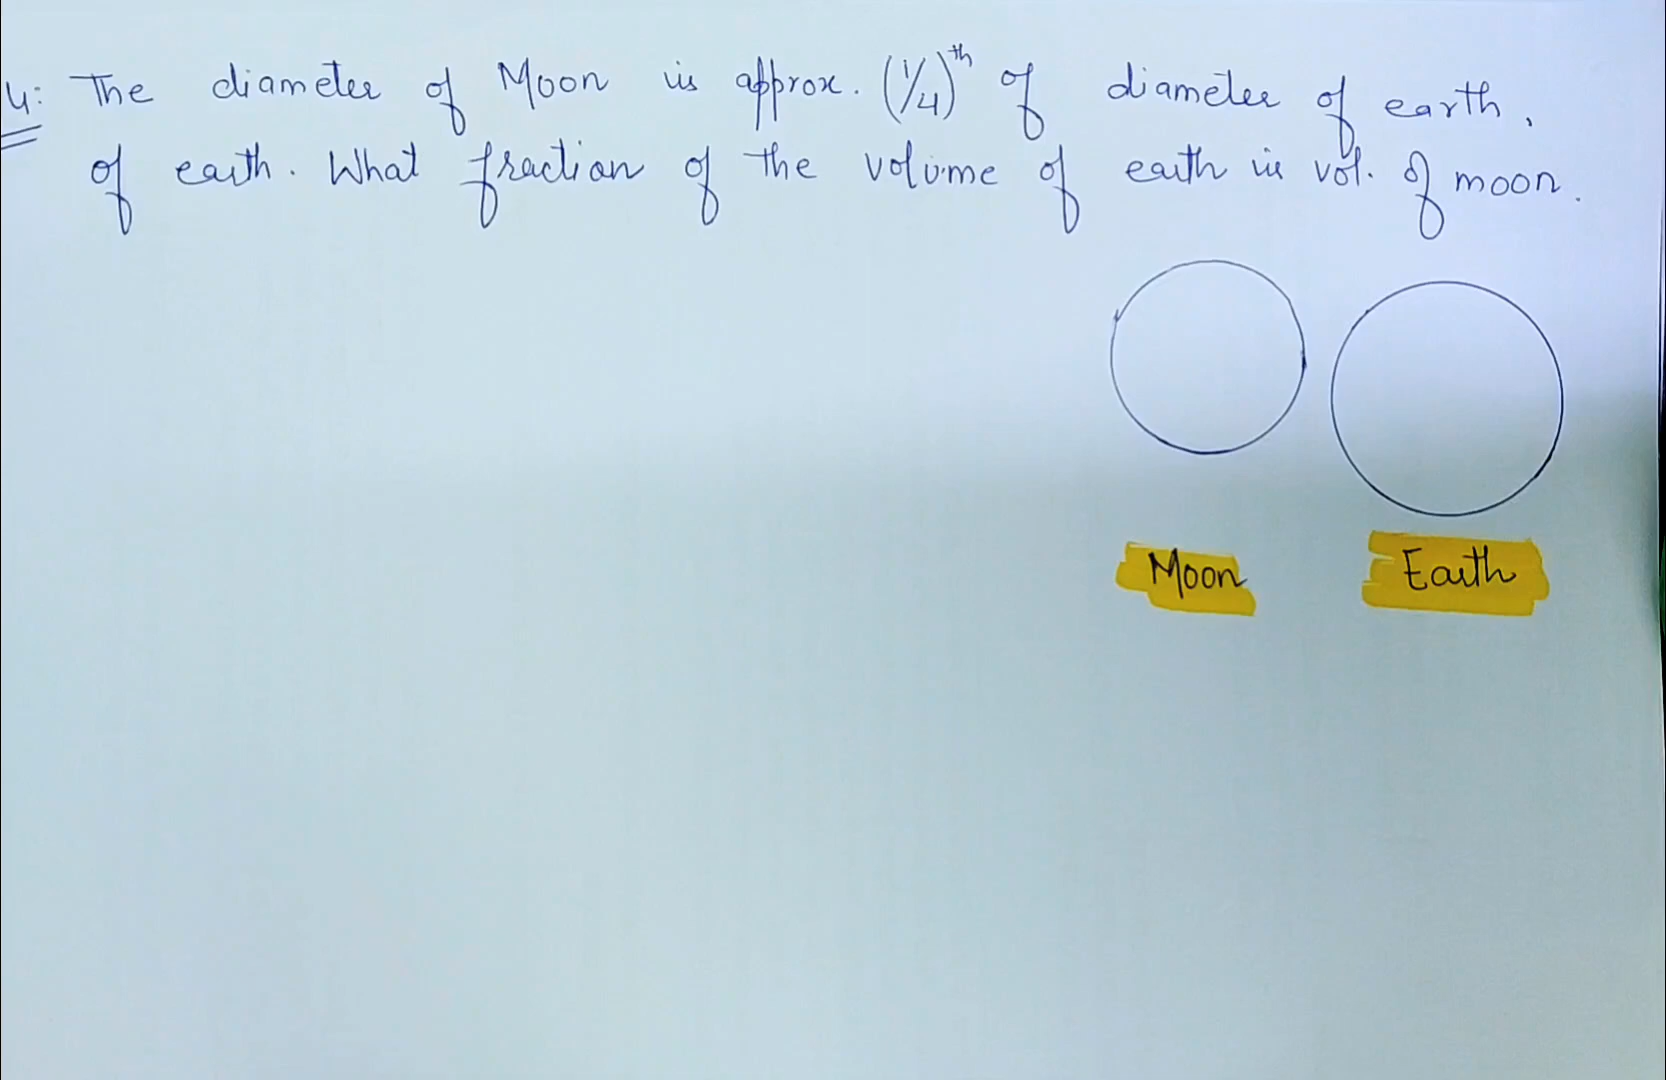 4: The diameter of Moon is approx. (1/4)th of diameter of earth.
of earth. What fraction of the volume of earth is vol. of moon.
Moon
Earth